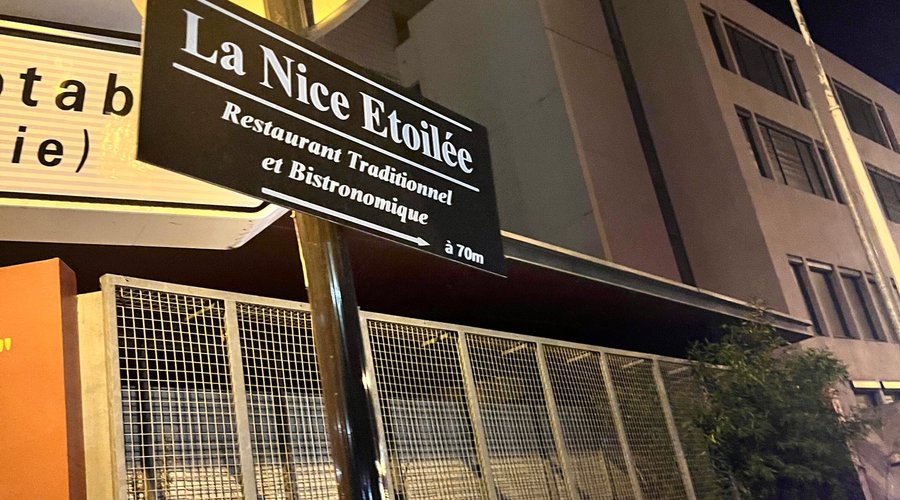 La Nice Etoilée
Restaurant Traditionnel
et Bistronomique
à 70m